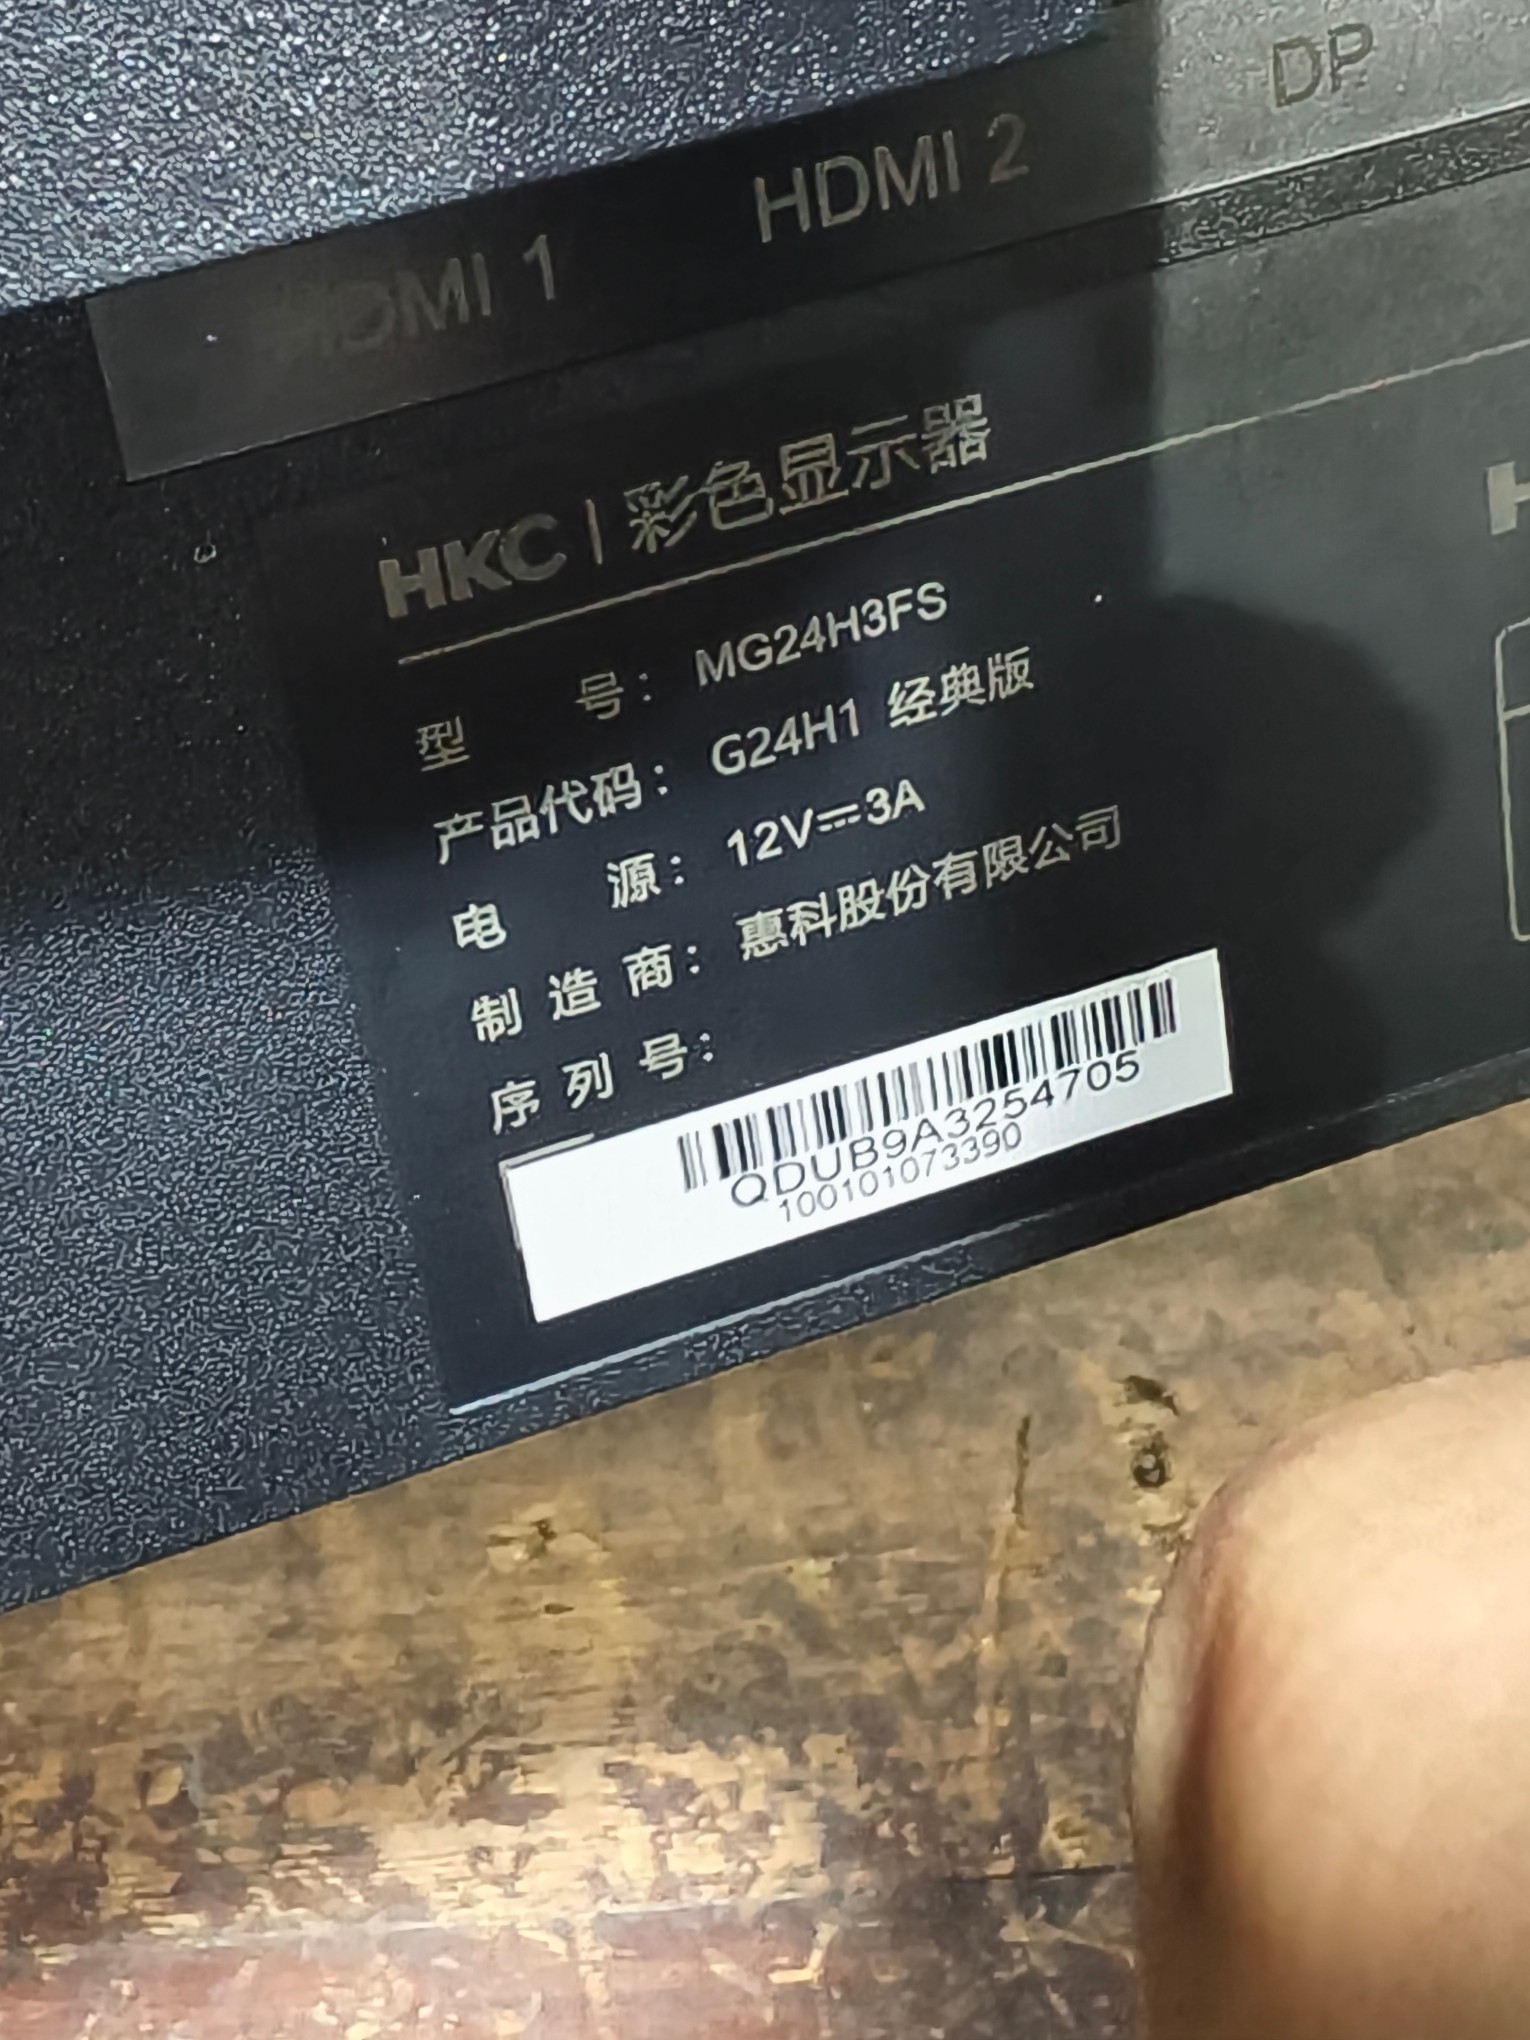 HDMI 1 HDMI 2 DP
HKC | 彩色显示器
型 号： MG24H3FS
产品代码： G24H1 经典版
电 源： 12V⎓3A
制 造 商： 惠科股份有限公司
序 列 号：
QDUB9A3254705
100101073390